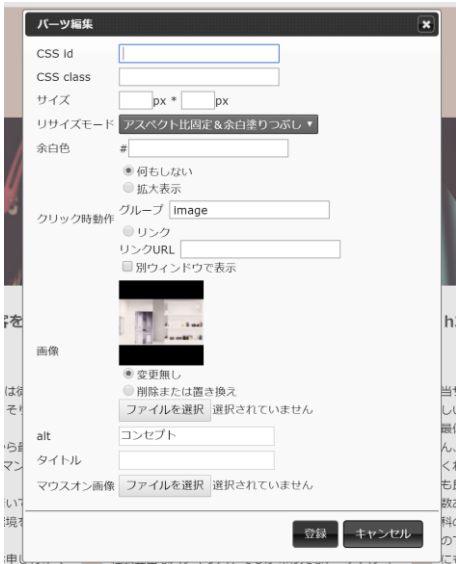 パーツ編集
CSS id
CSS class
サイズ px * px
リサイズモード アスペクト比固定&余白塗りつぶし
余白色 #
何もしない
拡大表示
クリック時動作 グループ Image
リンク
リンクURL
別ウィンドウで表示
画像
変更無し
削除または置き換え
ファイルを選択 選択されていません
alt コンセプト
タイトル
マウスオン画像 ファイルを選択 選択されていません
登録 キャンセル